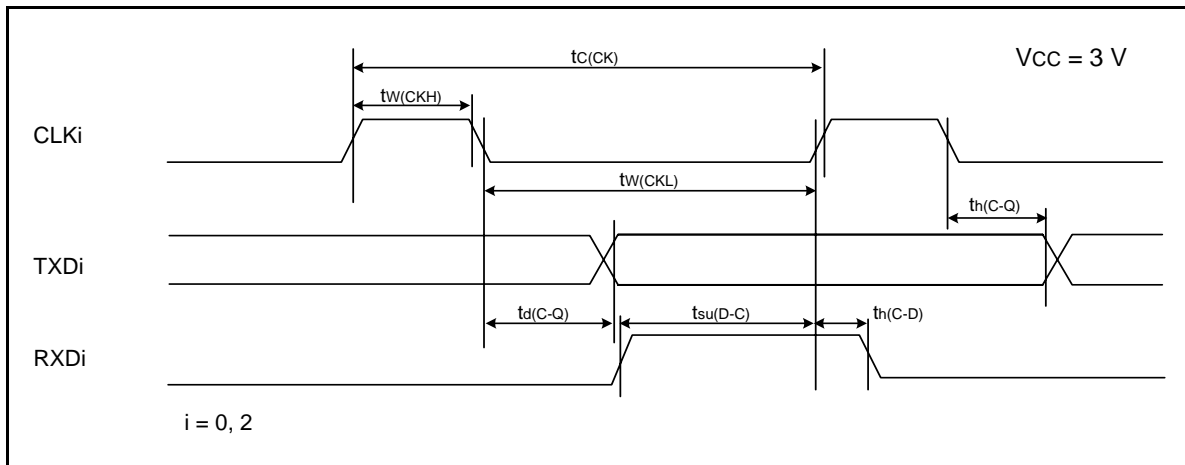 tC(CK)
VCC = 3 V
tW(CKH)
CLKi
tW(CKL)
th(C-Q)
TXDi
td(C-Q)
tsu(D-C)
th(C-D)
RXDi
i = 0, 2